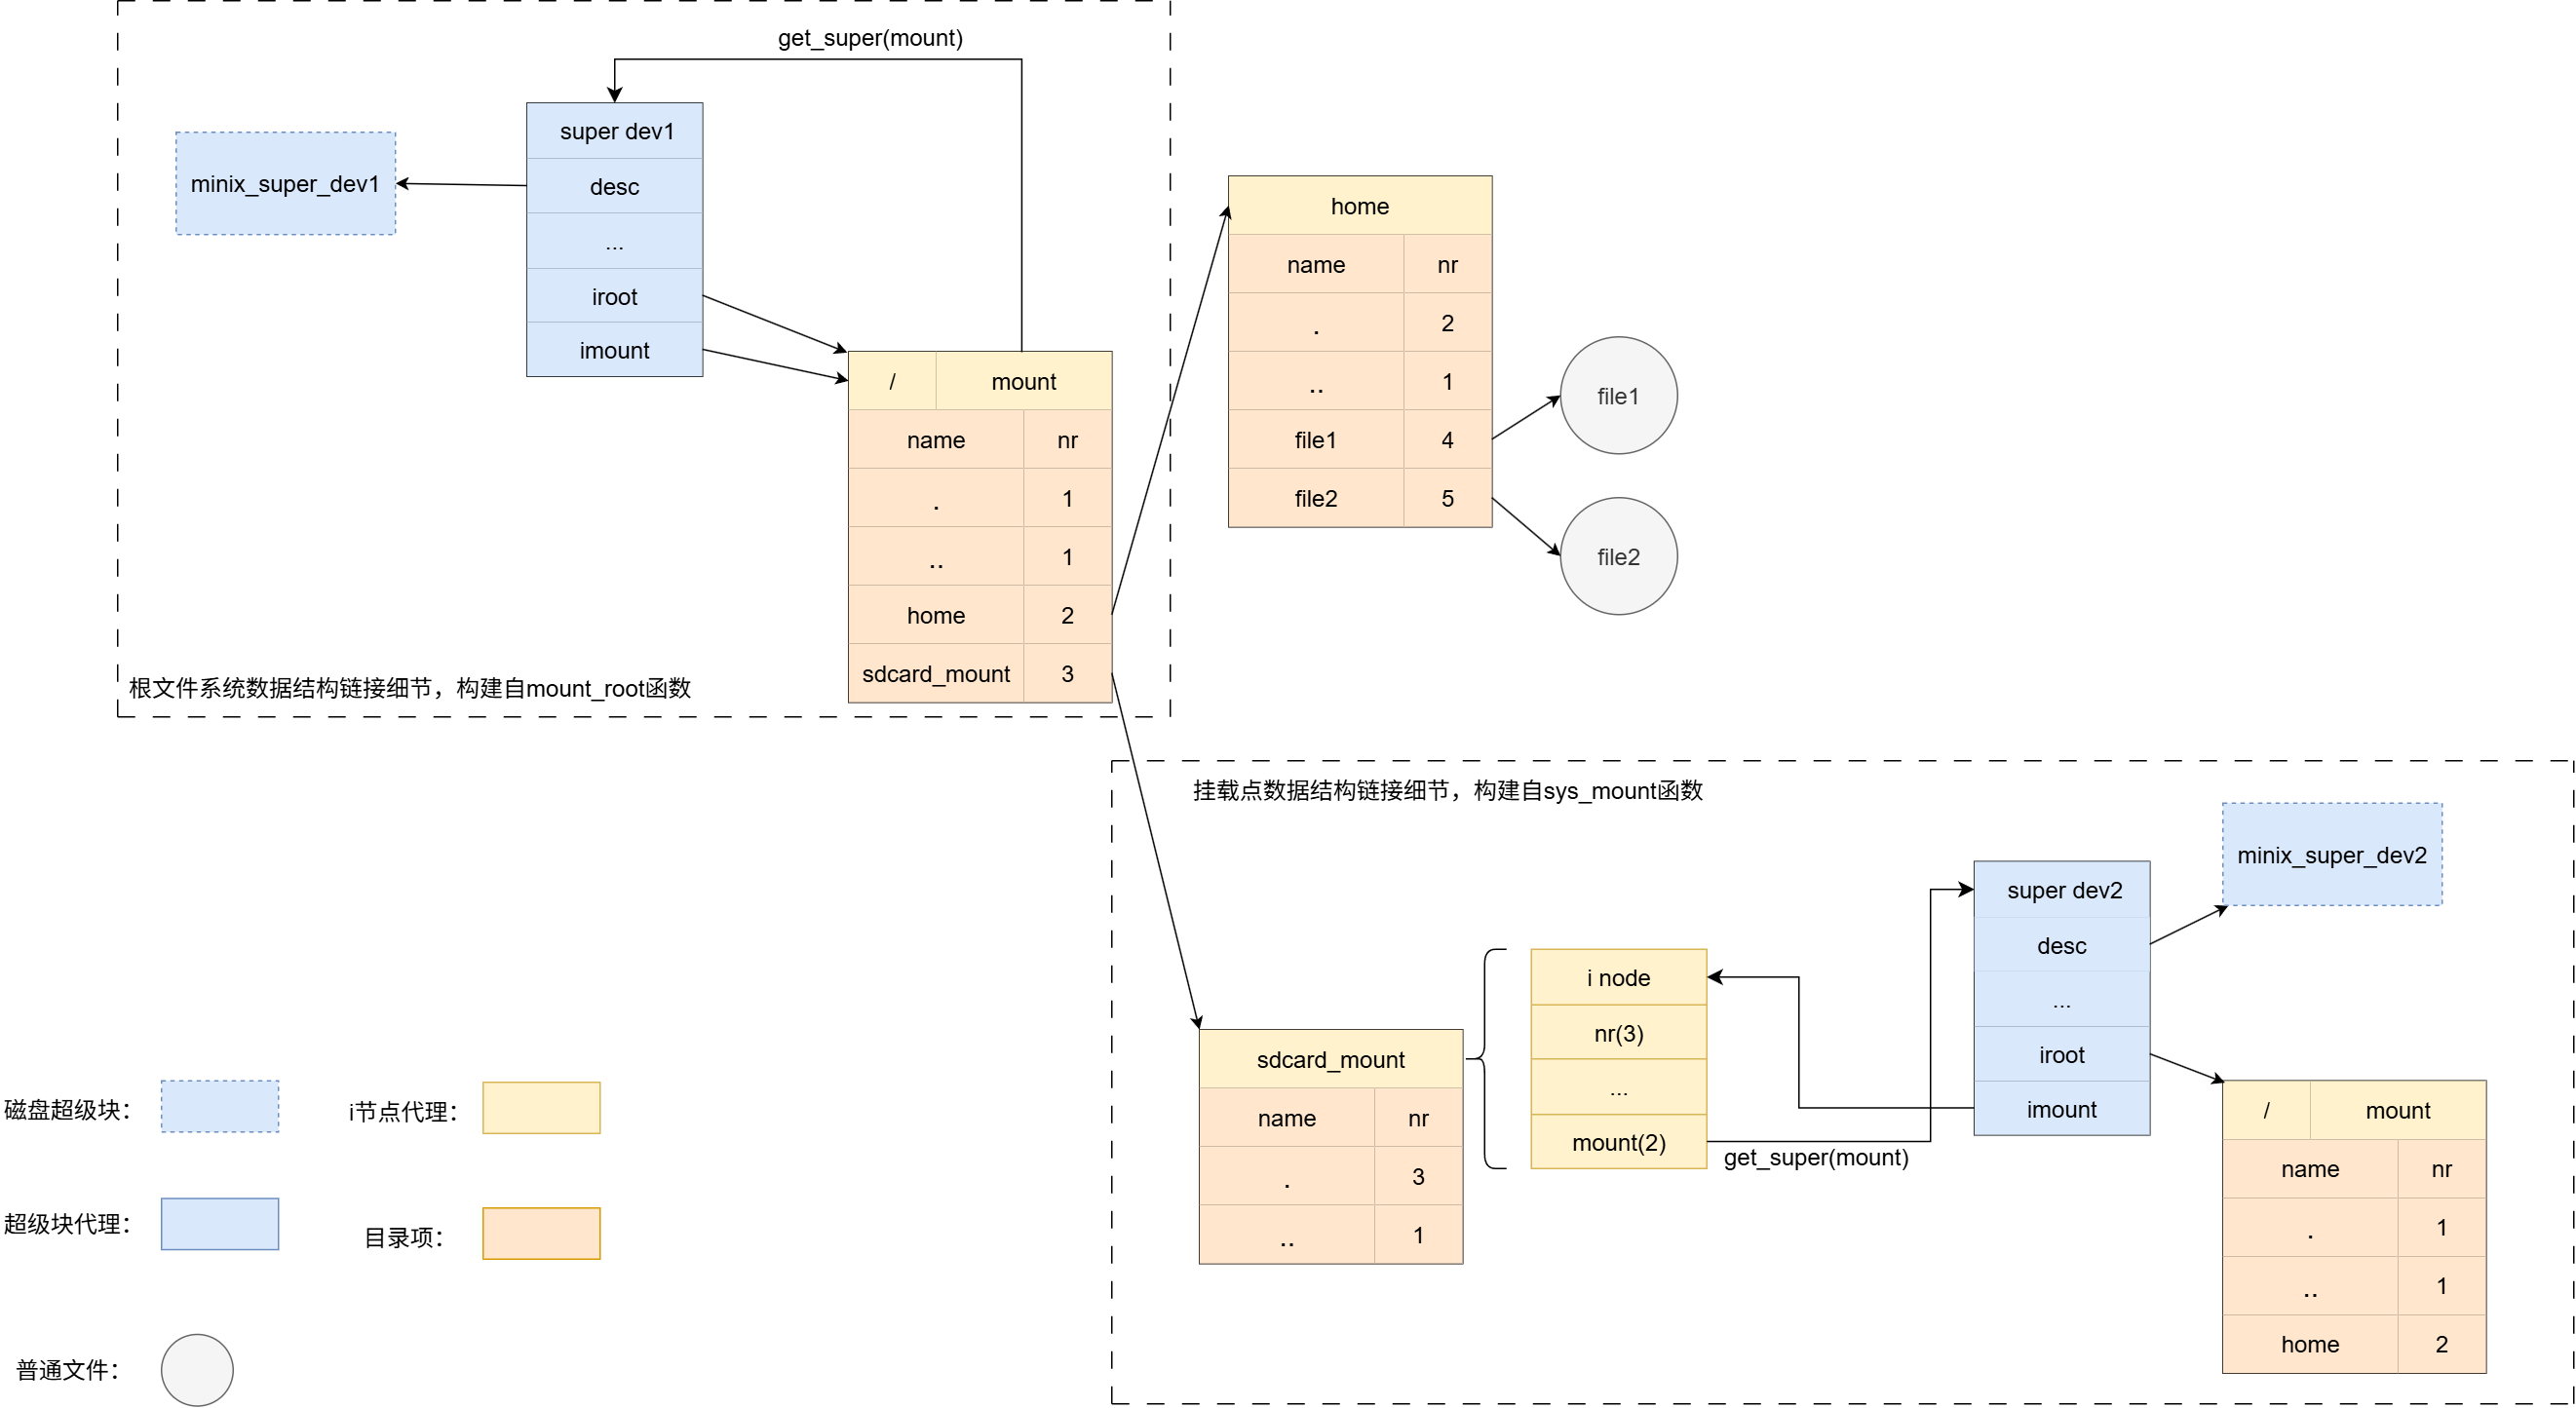 get_super(mount)
super dev1
desc
...
iroot
imount
minix_super_dev1
/ mount
name nr
. 1
.. 1
home 2
sdcard_mount 3
根文件系统数据结构链接细节，构建自mount_root函数
home
name nr
. 2
.. 1
file1 4
file2 5
file1
file2
挂载点数据结构链接细节，构建自sys_mount函数
sdcard_mount
name nr
. 3
.. 1
i node
nr(3)
...
mount(2)
get_super(mount)
super dev2
desc
...
iroot
imount
minix_super_dev2
/ mount
name nr
. 1
.. 1
home 2
磁盘超级块：
i节点代理：
超级块代理：
目录项：
普通文件：